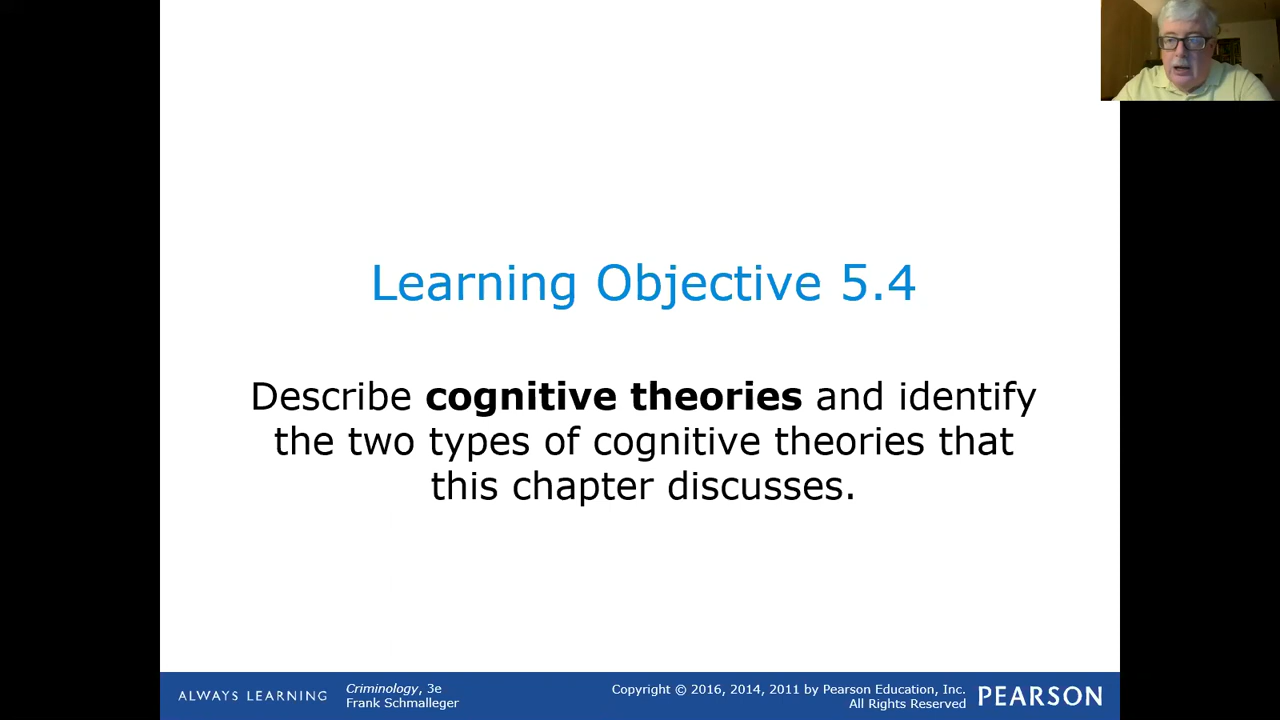 Learning Objective 5.4
Describe cognitive theories and identify
the two types of cognitive theories that
this chapter discusses.
ALWAYS LEARNING
Criminology, 3e
Frank Schmalleger
Copyright © 2016, 2014, 2011 by Pearson Education, Inc.
All Rights Reserved
PEARSON